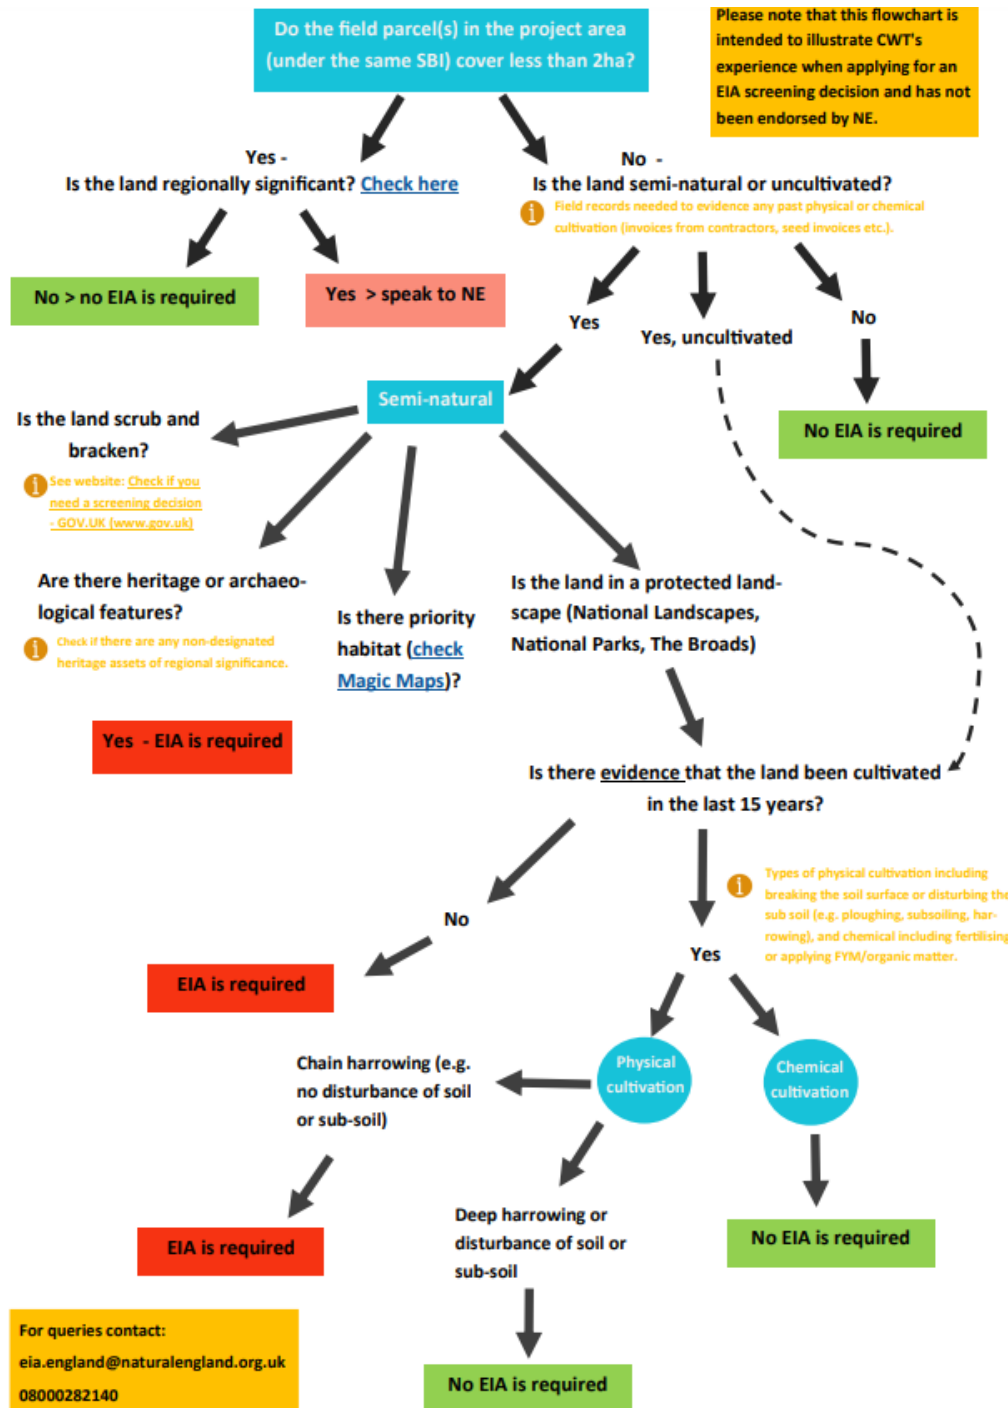 Do the field parcel(s) in the project area
(under the same SBI) cover less than 2ha?
Please note that this flowchart is
intended to illustrate CWT's
experience when applying for an
EIA screening decision and has not
been endorsed by NE.
Yes -
Is the land regionally significant? Check here
No -
Is the land semi-natural or uncultivated?
Field records needed to evidence any past physical or chemical
cultivation (invoices from contractors, seed invoices etc.).
No > no EIA is required
Yes > speak to NE
Yes
Yes, uncultivated
No
No EIA is required
Semi-natural
Is the land scrub and
bracken?
See website: Check if you
need a screening decision
- GOV.UK (www.gov.uk)
Are there heritage or archaeo-
logical features?
Check if there are any non-designated
heritage assets of regional significance.
Is there priority
habitat (check
Magic Maps)?
Is the land in a protected land-
scape (National Landscapes,
National Parks, The Broads)
Yes - EIA is required
Is there evidence that the land been cultivated
in the last 15 years?
Types of physical cultivation including
breaking the soil surface or disturbing the
sub soil (e.g. ploughing, subsoiling, har-
rowing), and chemical including fertilising
or applying FYM/organic matter.
No
Yes
EIA is required
Physical
cultivation
Chemical
cultivation
Chain harrowing (e.g.
no disturbance of soil
or sub-soil)
EIA is required
Deep harrowing or
disturbance of soil or
sub-soil
No EIA is required
No EIA is required
For queries contact:
eia.england@naturalengland.org.uk
08000282140